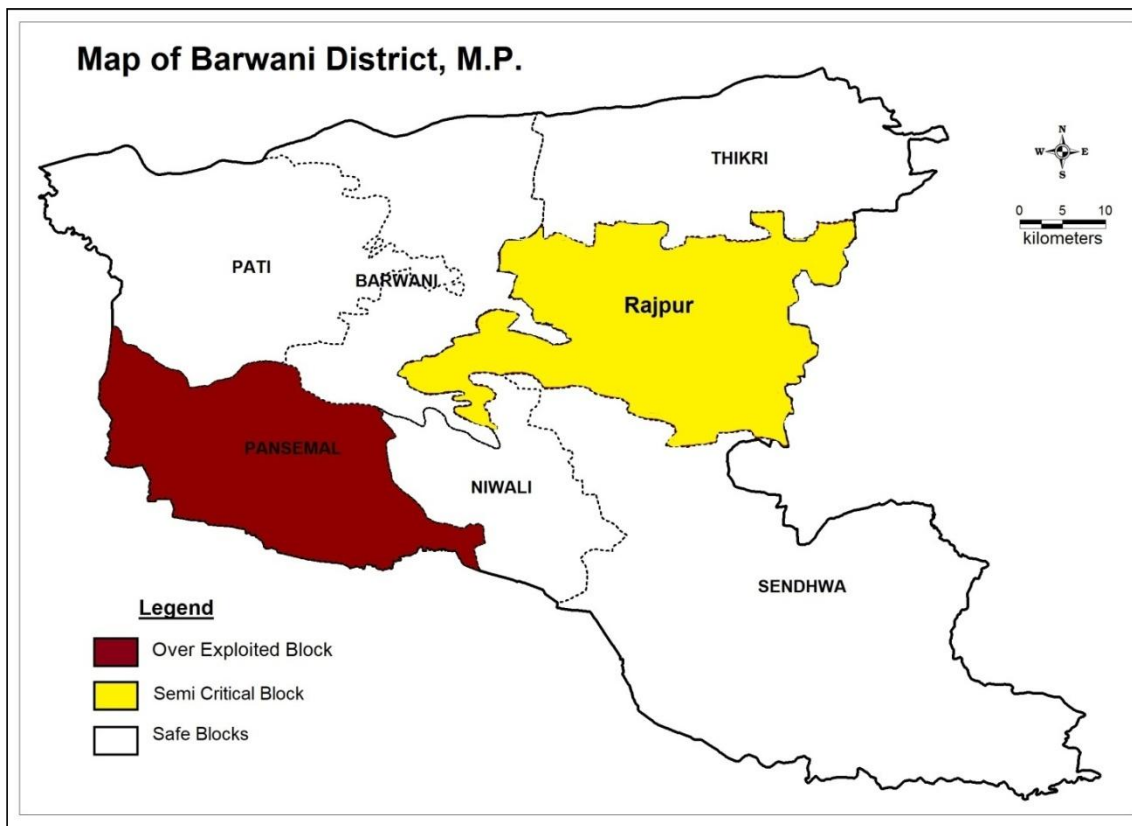 Map of Barwani District, M.P.
THIKRI
N
W E
S
0 5 10
kilometers
PATI
BARWANI
Rajpur
PANSEMAL
NIWALI
SENDHWA
Legend
Over Exploited Block
Semi Critical Block
Safe Blocks